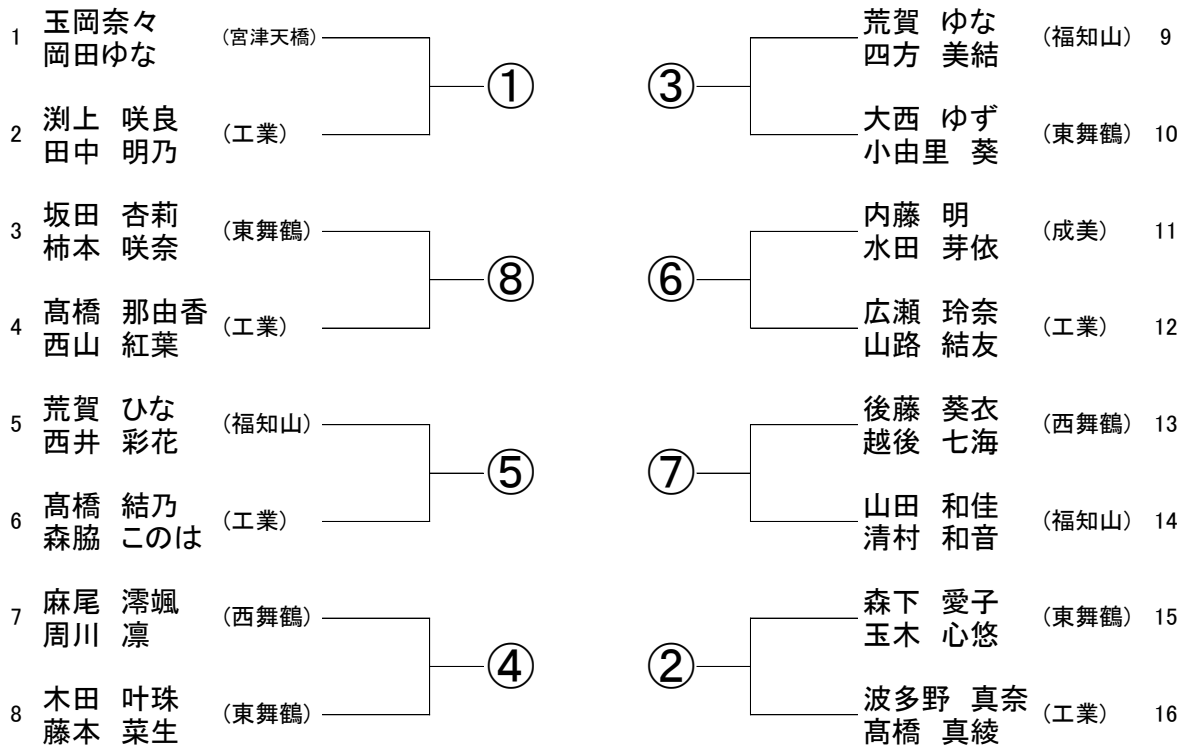 1 玉岡奈々 (宮津天橋)
岡田ゆな
①
2 渕上 咲良 (工業)
田中 明乃
3 坂田 杏莉 (東舞鶴)
柿本 咲奈
⑧
4 髙橋 那由香 (工業)
西山 紅葉
5 荒賀 ひな (福知山)
西井 彩花
⑤
6 髙橋 結乃 (工業)
森脇 このは
7 麻尾 澪颯 (西舞鶴)
周川 凛
④
8 木田 叶珠 (東舞鶴)
藤本 菜生
荒賀 ゆな (福知山) 9
四方 美結
③
大西 ゆず (東舞鶴) 10
小由里 葵
内藤 明 (成美) 11
水田 芽依
⑥
広瀬 玲奈 (工業) 12
山路 結友
後藤 葵衣 (西舞鶴) 13
越後 七海
⑦
山田 和佳 (福知山) 14
清村 和音
森下 愛子 (東舞鶴) 15
玉木 心悠
②
波多野 真奈 (工業) 16
髙橋 真綾